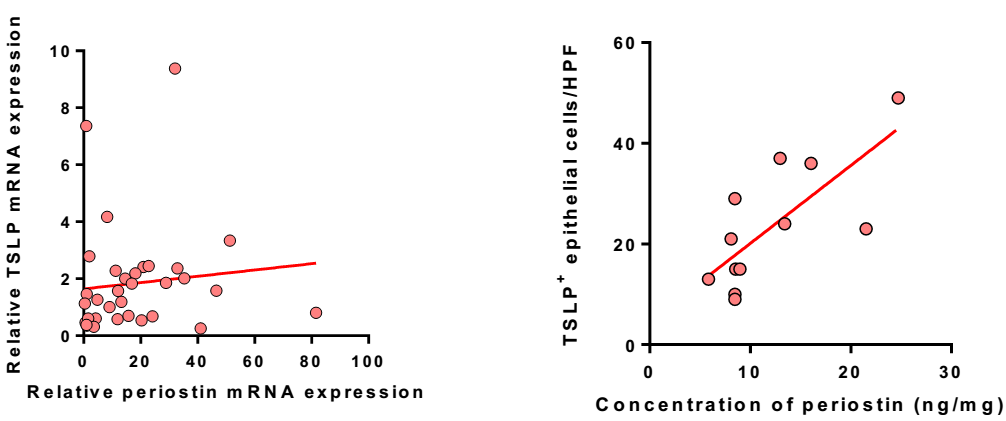 Relative TSLP mRNA expression
10
8
6
4
2
0
0 20 40 60 80 100
Relative periostin mRNA expression
TSLP+ epithelial cells/HPF
60
40
20
0
0 10 20 30
Concentration of periostin (ng/mg)